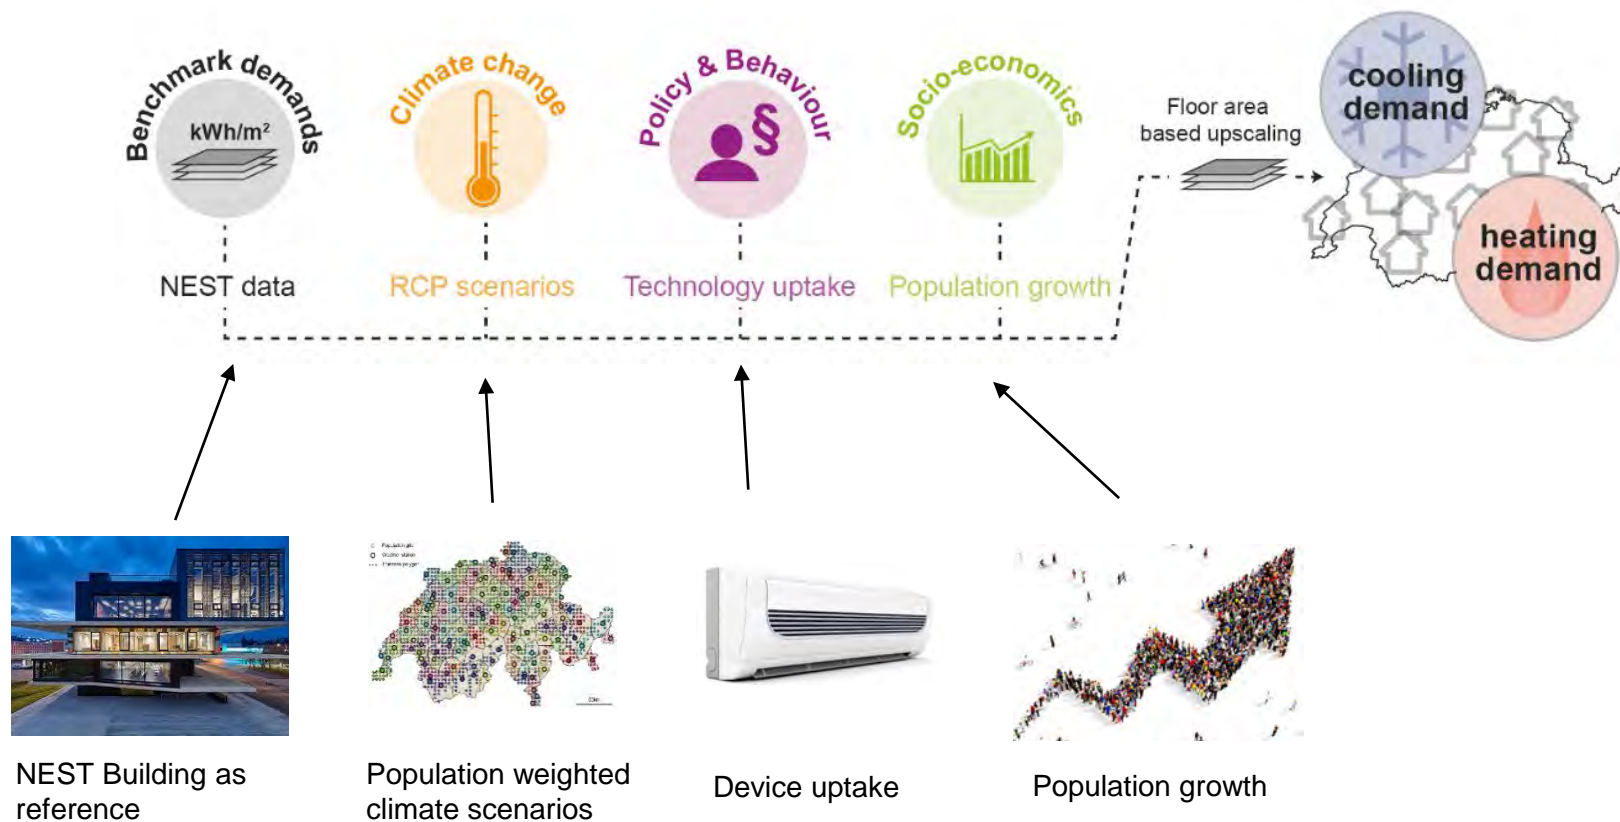 Benchmark demands
kWh/m²
NEST data
Climate change
RCP scenarios
Policy & Behaviour
§
Technology uptake
Socio-economics
Population growth
Floor area
based upscaling
cooling
demand
heating
demand
NEST Building as
reference
Population weighted
climate scenarios
Device uptake
Population growth